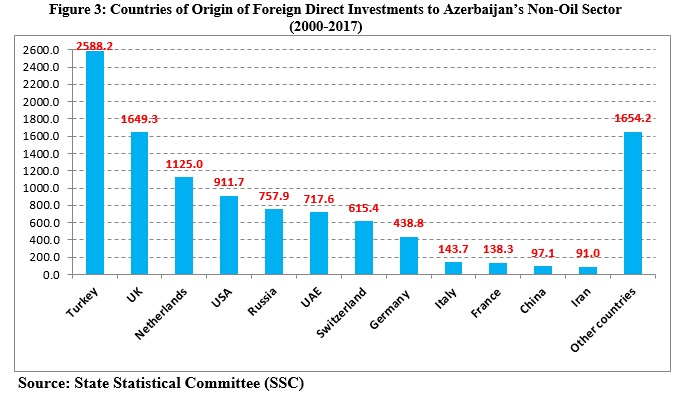 Figure 3: Countries of Origin of Foreign Direct Investments to Azerbaijan’s Non-Oil Sector
(2000-2017)
2600.0
2400.0
2200.0
2000.0
1800.0
1600.0
1400.0
1200.0
1000.0
800.0
600.0
400.0
200.0
0.0
2588.2
1649.3
1125.0
911.7
757.9
717.6
615.4
438.8
143.7
138.3
97.1
91.0
1654.2
Turkey
UK
Netherlands
USA
Russia
UAE
Switzerland
Germany
Italy
France
China
Iran
Other countries
Source: State Statistical Committee (SSC)